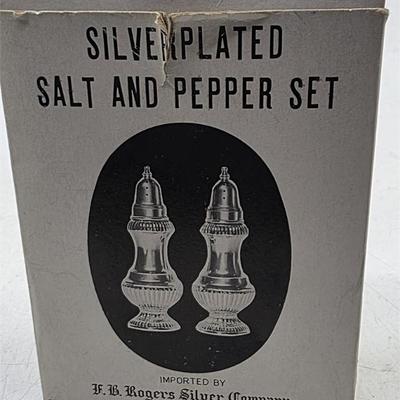 SILVERPLATED
SALT AND PEPPER SET
IMPORTED BY
F. B. Rogers Silver Company